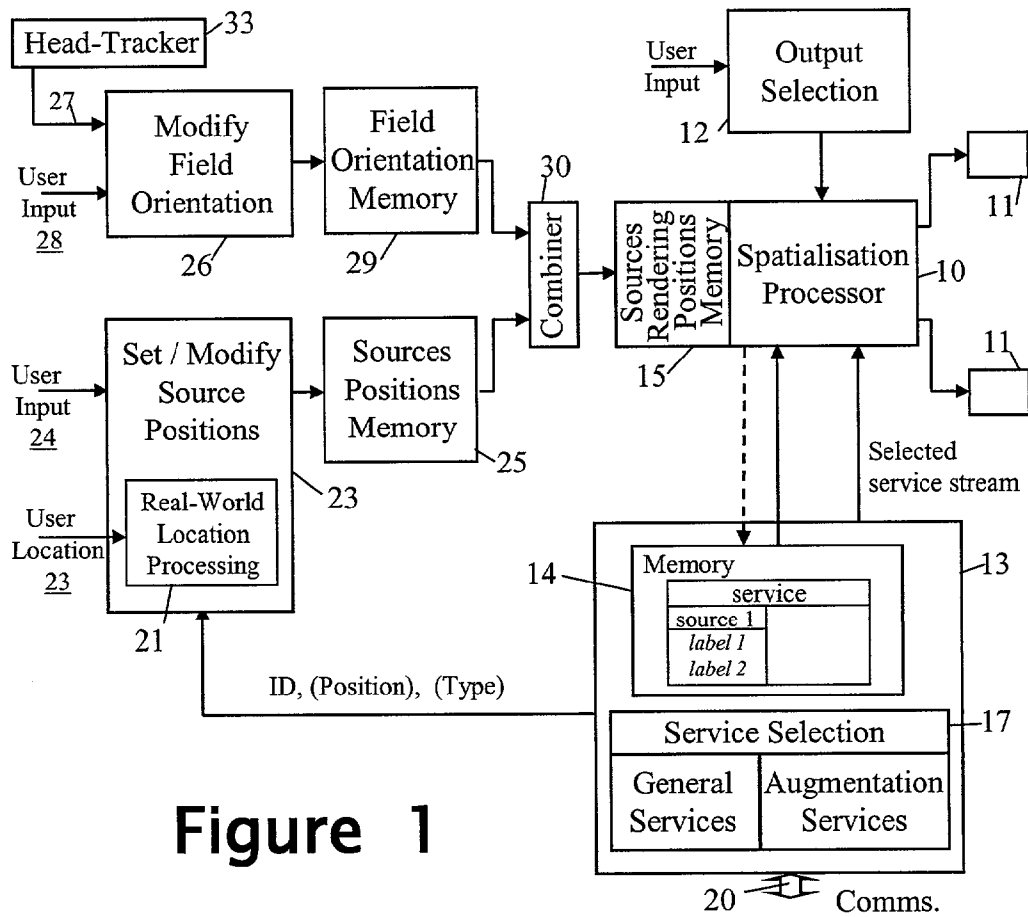 33
Head-Tracker
27
User
Input
28
Modify
Field
Orientation
26
Field
Orientation
Memory
29
User
Input
Output
Selection
12
30
Combiner
Sources
Rendering
Positions
Memory
15
Spatialisation
Processor
10
11
11
User
Input
24
Set / Modify
Source
Positions
23
Sources
Positions
Memory
25
User
Location
23
Real-World
Location
Processing
21
ID, (Position), (Type)
Selected
service stream
13
14
Memory
service
source 1
label 1
label 2
17
Service Selection
General
Services
Augmentation
Services
20
Comms.
Figure 1